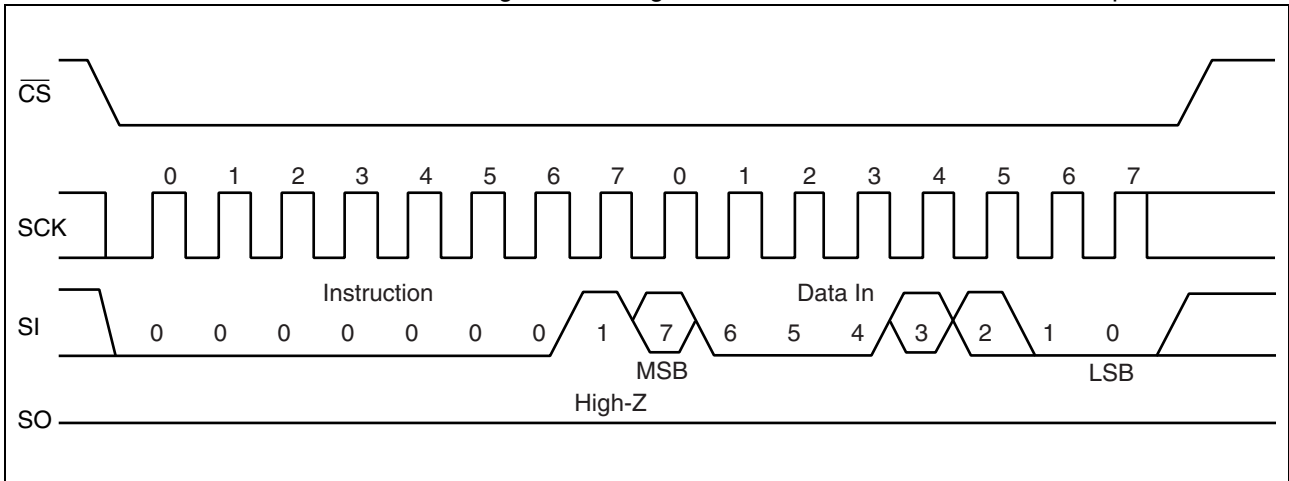 CS
0 1 2 3 4 5 6 7 0 1 2 3 4 5 6 7
SCK
Instruction Data In
SI 0 0 0 0 0 0 0 1 7 6 5 4 3 2 1 0
MSB LSB
High-Z
SO